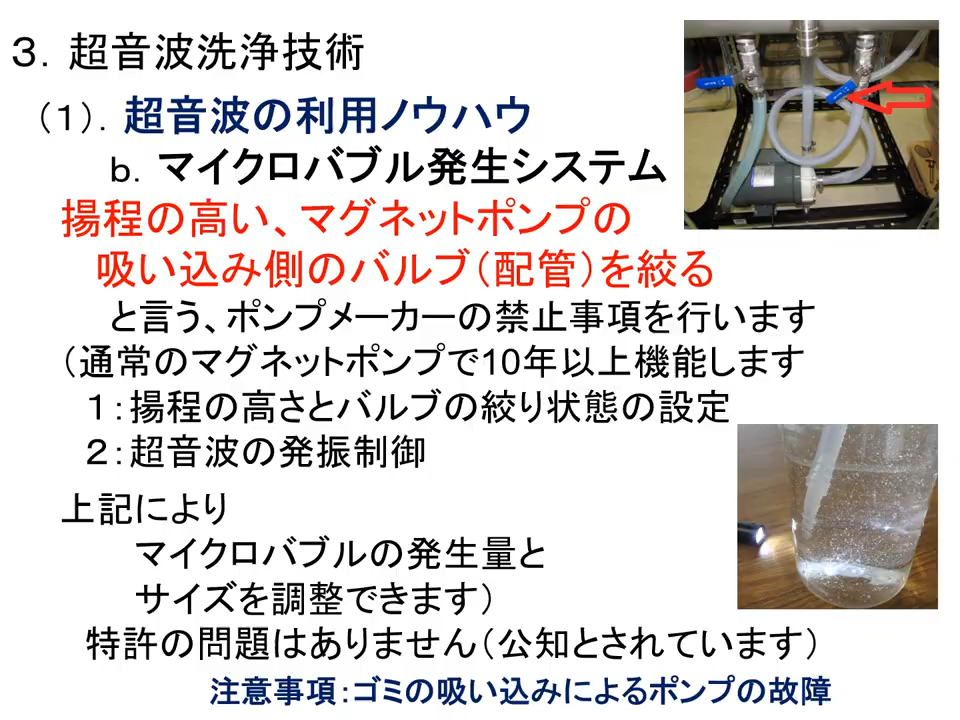 ３．超音波洗浄技術
（１）．超音波の利用ノウハウ
ｂ．マイクロバブル発生システム
揚程の高い、マグネットポンプの
吸い込み側のバルブ（配管）を絞る
と言う、ポンプメーカーの禁止事項を行います
（通常のマグネットポンプで10年以上機能します
１：揚程の高さとバルブの絞り状態の設定
２：超音波の発振制御
上記により
マイクロバブルの発生量と
サイズを調整できます）
特許の問題はありません（公知とされています）
注意事項：ゴミの吸い込みによるポンプの故障